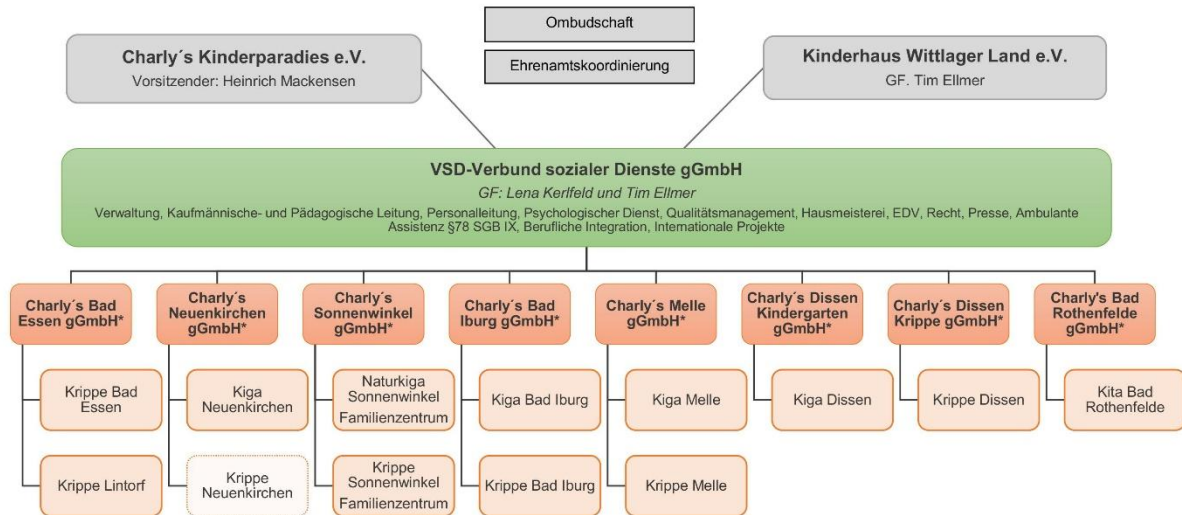 Ombudschaft
Ehrenamtskoordinierung
Charly´s Kinderparadies e.V.
Vorsitzender: Heinrich Mackensen
Kinderhaus Wittlager Land e.V.
GF. Tim Ellmer
VSD-Verbund sozialer Dienste gGmbH
GF: Lena Kerlfeld und Tim Ellmer
Verwaltung, Kaufmännische- und Pädagogische Leitung, Personalleitung, Psychologischer Dienst, Qualitätsmanagement, Hausmeisterei, EDV, Recht, Presse, Ambulante
Assistenz §78 SGB IX, Berufliche Integration, Internationale Projekte
Charly´s Bad
Essen gGmbH*
Charly´s
Neuenkirchen
gGmbH*
Charly´s
Sonnenwinkel
gGmbH*
Charly´s Bad
Iburg gGmbH*
Charly´s Melle
gGmbH*
Charly´s Dissen
Kindergarten
gGmbH*
Charly´s Dissen
Krippe gGmbH*
Charly's Bad
Rothenfelde
gGmbH*
Krippe Bad
Essen
Kiga
Neuenkirchen
Naturkiga
Sonnenwinkel
Familienzentrum
Kiga Bad Iburg
Kiga Melle
Kiga Dissen
Krippe Dissen
Kita Bad
Rothenfelde
Krippe Lintorf
Krippe
Neuenkirchen
Krippe
Sonnenwinkel
Familienzentrum
Krippe Bad Iburg
Krippe Melle